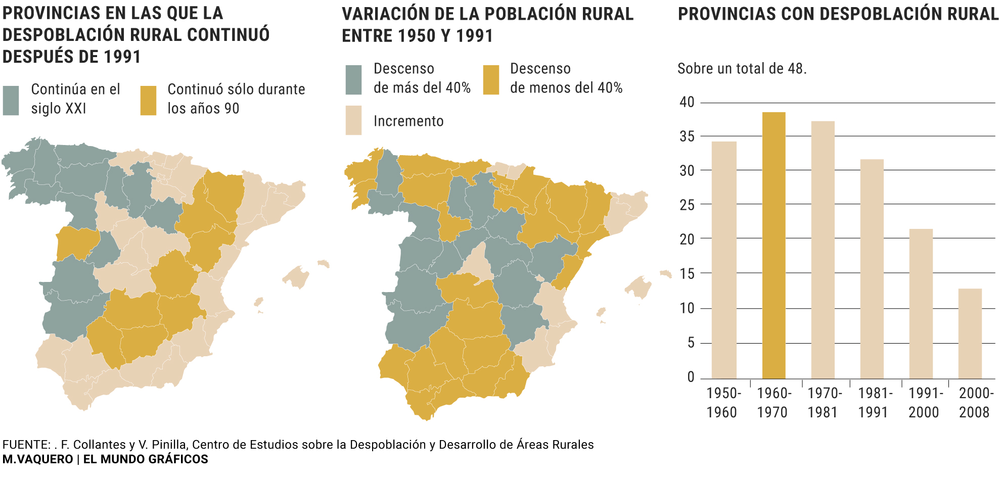 PROVINCIAS EN LAS QUE LA
DESPOBLACIÓN RURAL CONTINUÓ
DESPUÉS DE 1991
Continúa en el
siglo XXI
Continuó sólo durante
los años 90
VARIACIÓN DE LA POBLACIÓN RURAL
ENTRE 1950 Y 1991
Descenso
de más del 40%
Descenso
de menos del 40%
Incremento
PROVINCIAS CON DESPOBLACIÓN RURAL
Sobre un total de 48.
40
35
30
25
20
15
10
5
0
1950-
1960
1960-
1970
1970-
1981
1981-
1991
1991-
2000
2000-
2008
FUENTE: . F. Collantes y V. Pinilla, Centro de Estudios sobre la Despoblación y Desarrollo de Áreas Rurales
M.VAQUERO | EL MUNDO GRÁFICOS